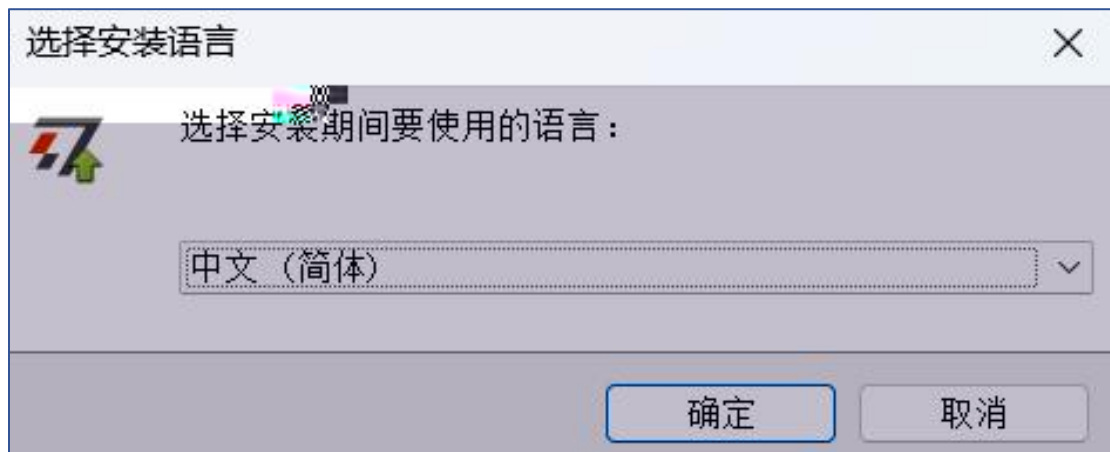 选择安装语言
选择安装期间要使用的语言：
中文 (简体)
确定
取消